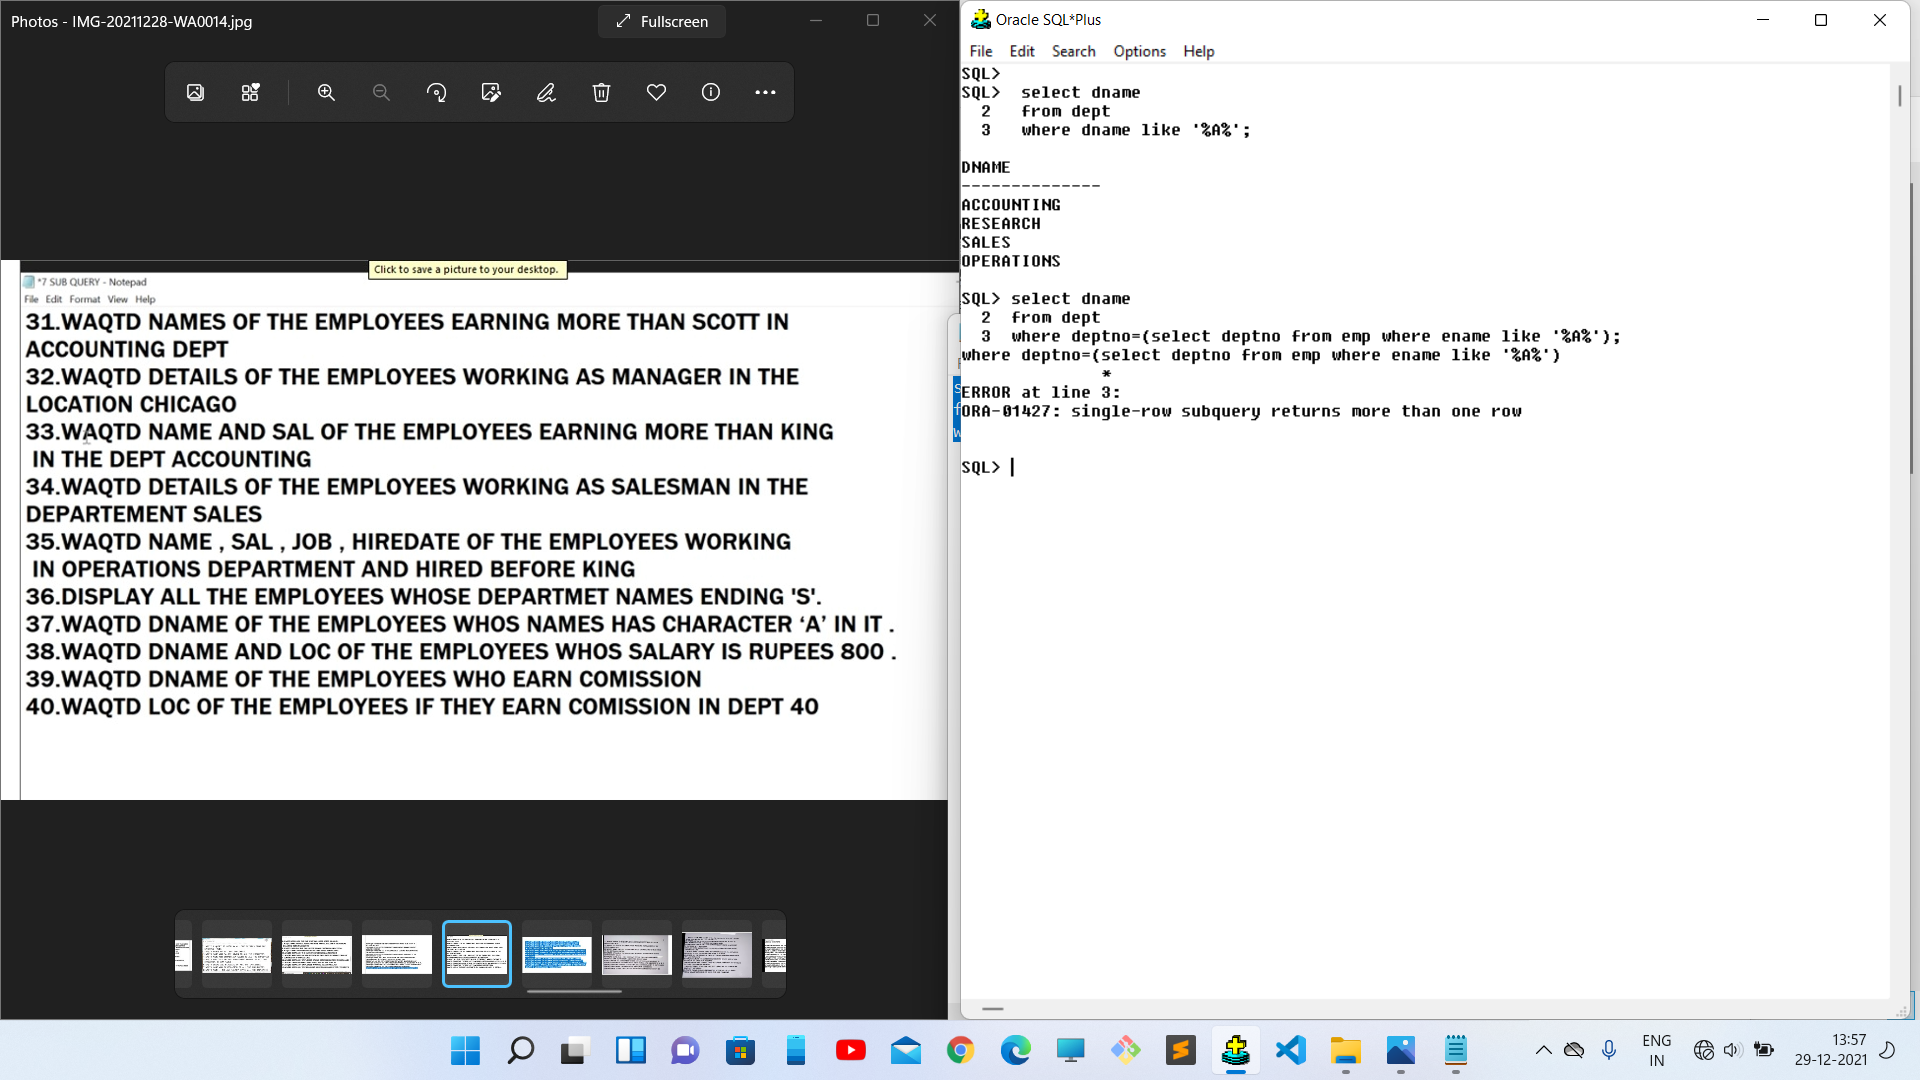 Photos - IMG-20211228-WA0014.jpg
Fullscreen
Click to save a picture to your desktop.
*7 SUB QUERY - Notepad
File Edit Format View Help
31.WAQTD NAMES OF THE EMPLOYEES EARNING MORE THAN SCOTT IN
ACCOUNTING DEPT
32.WAQTD DETAILS OF THE EMPLOYEES WORKING AS MANAGER IN THE
LOCATION CHICAGO
33.WAQTD NAME AND SAL OF THE EMPLOYEES EARNING MORE THAN KING
IN THE DEPT ACCOUNTING
34.WAQTD DETAILS OF THE EMPLOYEES WORKING AS SALESMAN IN THE
DEPARTEMENT SALES
35.WAQTD NAME , SAL , JOB , HIREDATE OF THE EMPLOYEES WORKING
IN OPERATIONS DEPARTMENT AND HIRED BEFORE KING
36.DISPLAY ALL THE EMPLOYEES WHOSE DEPARTMET NAMES ENDING 'S'.
37.WAQTD DNAME OF THE EMPLOYEES WHOS NAMES HAS CHARACTER ‘A’ IN IT .
38.WAQTD DNAME AND LOC OF THE EMPLOYEES WHOS SALARY IS RUPEES 800 .
39.WAQTD DNAME OF THE EMPLOYEES WHO EARN COMISSION
40.WAQTD LOC OF THE EMPLOYEES IF THEY EARN COMISSION IN DEPT 40
Oracle SQL*Plus
File Edit Search Options Help
SQL>
SQL> select dname
2 from dept
3 where dname like '%A%';
DNAME
--------------
ACCOUNTING
RESEARCH
SALES
OPERATIONS
SQL> select dname
2 from dept
3 where deptno=(select deptno from emp where ename like '%A%');
where deptno=(select deptno from emp where ename like '%A%')
*
ERROR at line 3:
ORA-01427: single-row subquery returns more than one row
SQL>
ENG
IN
13:57
29-12-2021